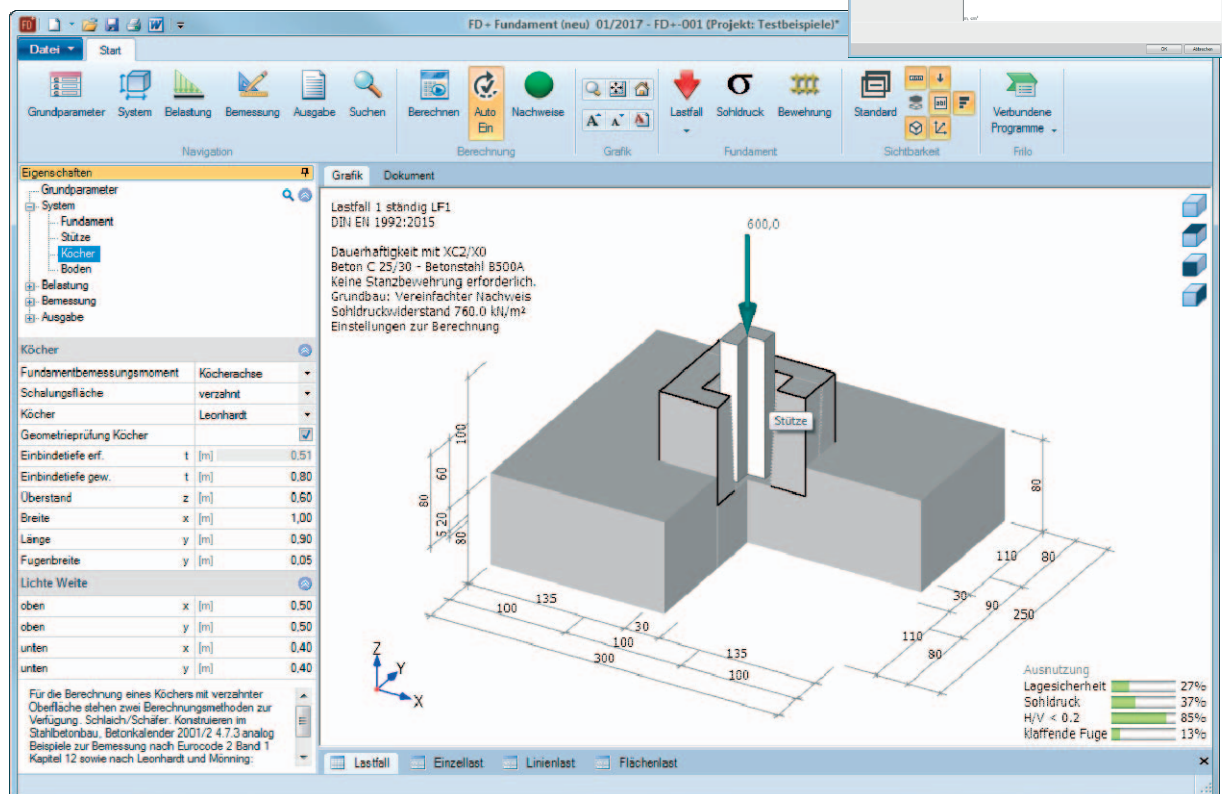 FD+ Fundament (neu) 01/2017 - FD+-001 (Projekt: Testbeispiele)*
OK Abbrechen
Datei Start
Grundparameter System Belastung Bemessung Ausgabe Suchen
Navigation
Berechnen Auto Ein Nachweise
Berechnung
Grafik
Lastfall Sohldruck Bewehrung
Fundament
Standard
Sichtbarkeit
Verbundene Programme
Frilo
Eigenschaften
Grundparameter
System
Fundament
Stütze
Köcher
Boden
Belastung
Bemessung
Ausgabe
Köcher
Fundamentbemessungsmoment Köcherachse
Schalungsfläche verzahnt
Köcher Leonhardt
Geometrieprüfung Köcher
Einbindetiefe erf. t [m] 0,51
Einbindetiefe gew. t [m] 0,80
Überstand z [m] 0,60
Breite x [m] 1,00
Länge y [m] 0,90
Fugenbreite y [m] 0,05
Lichte Weite
oben x [m] 0,50
oben y [m] 0,50
unten x [m] 0,40
unten y [m] 0,40
Für die Berechnung eines Köchers mit verzahnter
Oberfläche stehen zwei Berechnungsmethoden zur
Verfügung. Schlaich/Schäfer. Konstruieren im
Stahlbetonbau, Betonkalender 2001/2 4.7.3 analog
Beispiele zur Bemessung nach Eurocode 2 Band 1
Kapitel 12 sowie nach Leonhardt und Mönning:
Grafik Dokument
Lastfall 1 ständig LF1
DIN EN 1992:2015
Dauerhaftigkeit mit XC2/X0
Beton C 25/30 - Betonstahl B500A
Keine Stanzbewehrung erforderlich.
Grundbau: Vereinfachter Nachweis
Sohldruckwiderstand 760.0 kN/m²
Einstellungen zur Berechnung
600,0
Stütze
100
60
80
20
5
80
80
135
30
135
100
100
100
300
110
30
110
80
90
80
250
Z
Y
X
Ausnutzung
Lagesicherheit 27%
Sohldruck 37%
H/V < 0.2 85%
klaffende Fuge 13%
Lastfall Einzellast Linienlast Flächenlast